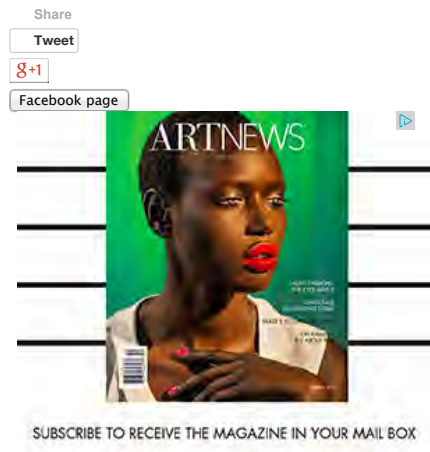 Share
Tweet
g+1
Facebook page
ARTNEWS
SUBSCRIBE TO RECEIVE THE MAGAZINE IN YOUR MAIL BOX